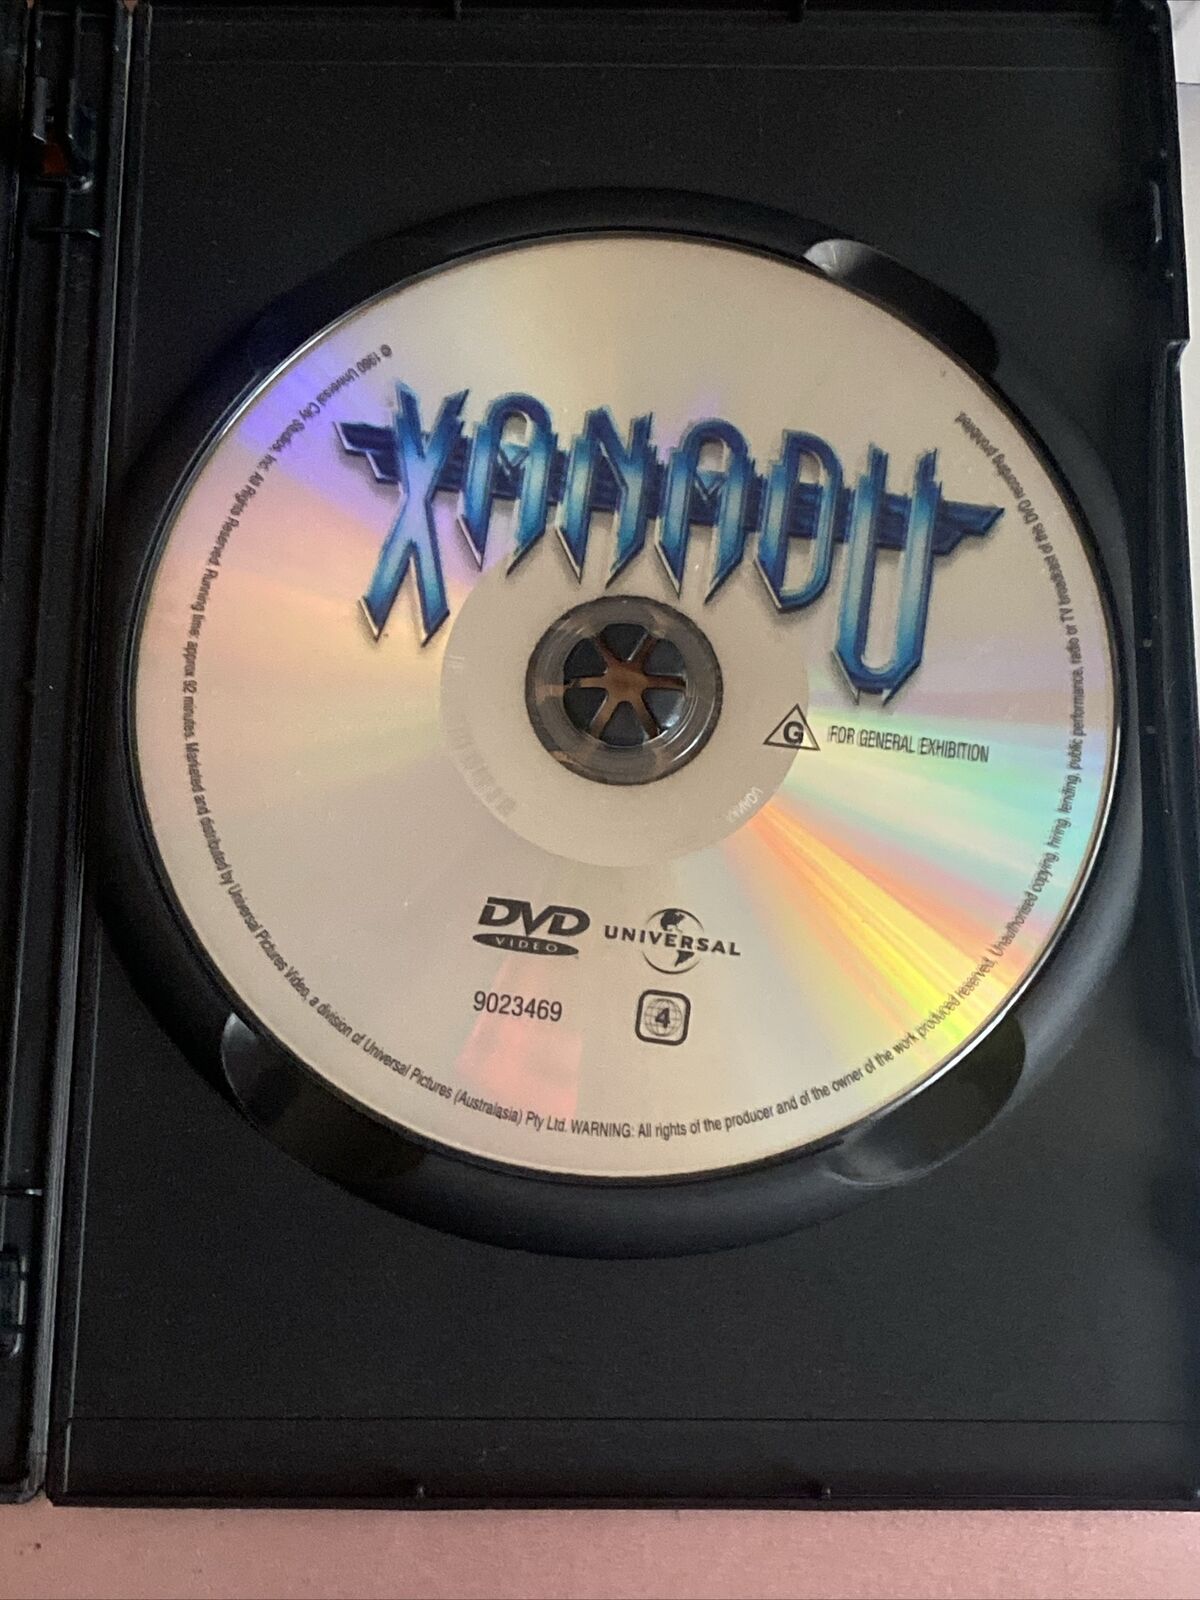 XANADU
G FOR GENERAL EXHIBITION
DVD
VIDEO
UNIVERSAL
9023469
4
© 1980 Universal City Studios, Inc. All Rights Reserved. Running time: approx 92 minutes. Marketed and distributed by Universal Pictures Video, a division of Universal Pictures (Australasia) Pty Ltd. WARNING: All rights of the producer and of the owner of the work produced reserved. Unauthorised copying, hiring, lending, public performance, radio or TV broadcast of this DVD recording prohibited.